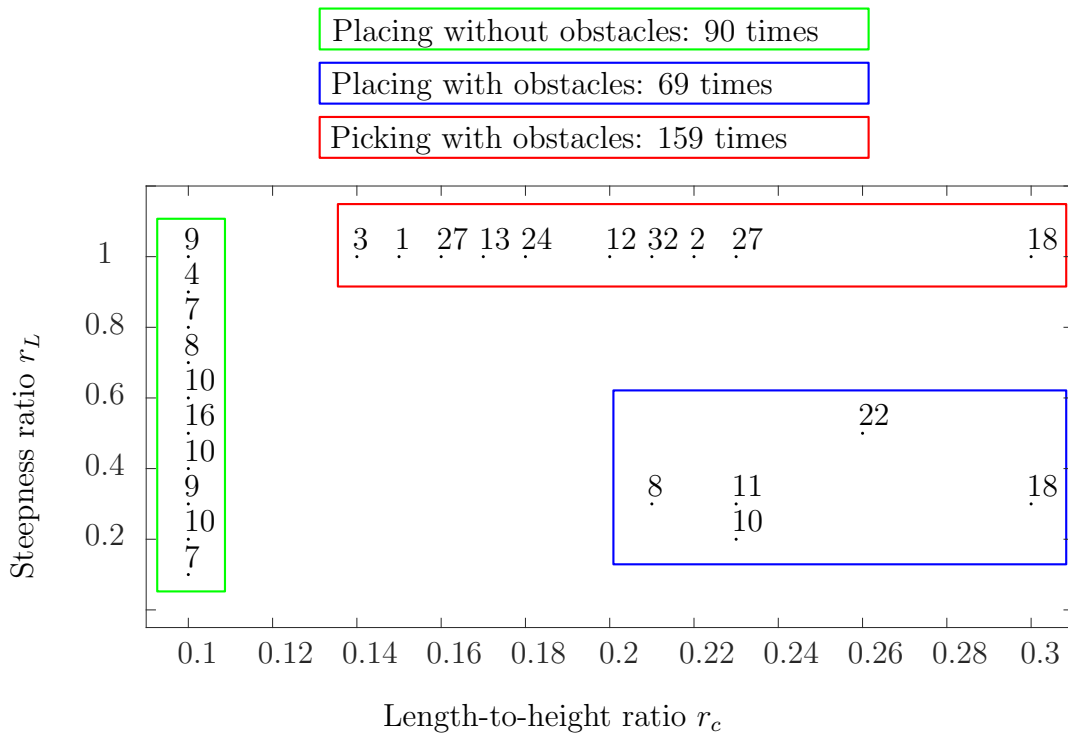 Placing without obstacles: 90 times
Placing with obstacles: 69 times
Picking with obstacles: 159 times
9 3 1 27 13 24 12 32 2 27 18
1
4
7
0.8
8
10
0.6
16 22
10
0.4
9 8 11 18
10 10
0.2
7
0.1 0.12 0.14 0.16 0.18 0.2 0.22 0.24 0.26 0.28 0.3
Length-to-height ratio r_c
Steepness ratio r_L